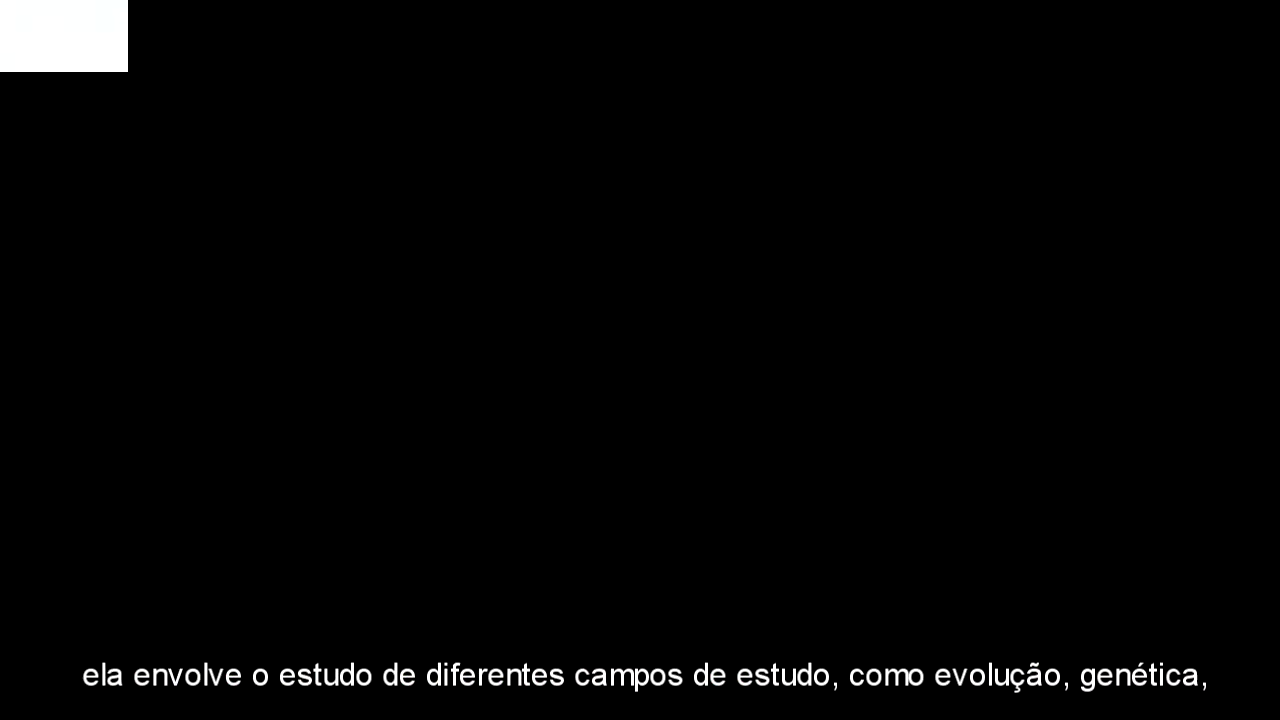 ela envolve o estudo de diferentes campos de estudo, como evolução, genética,